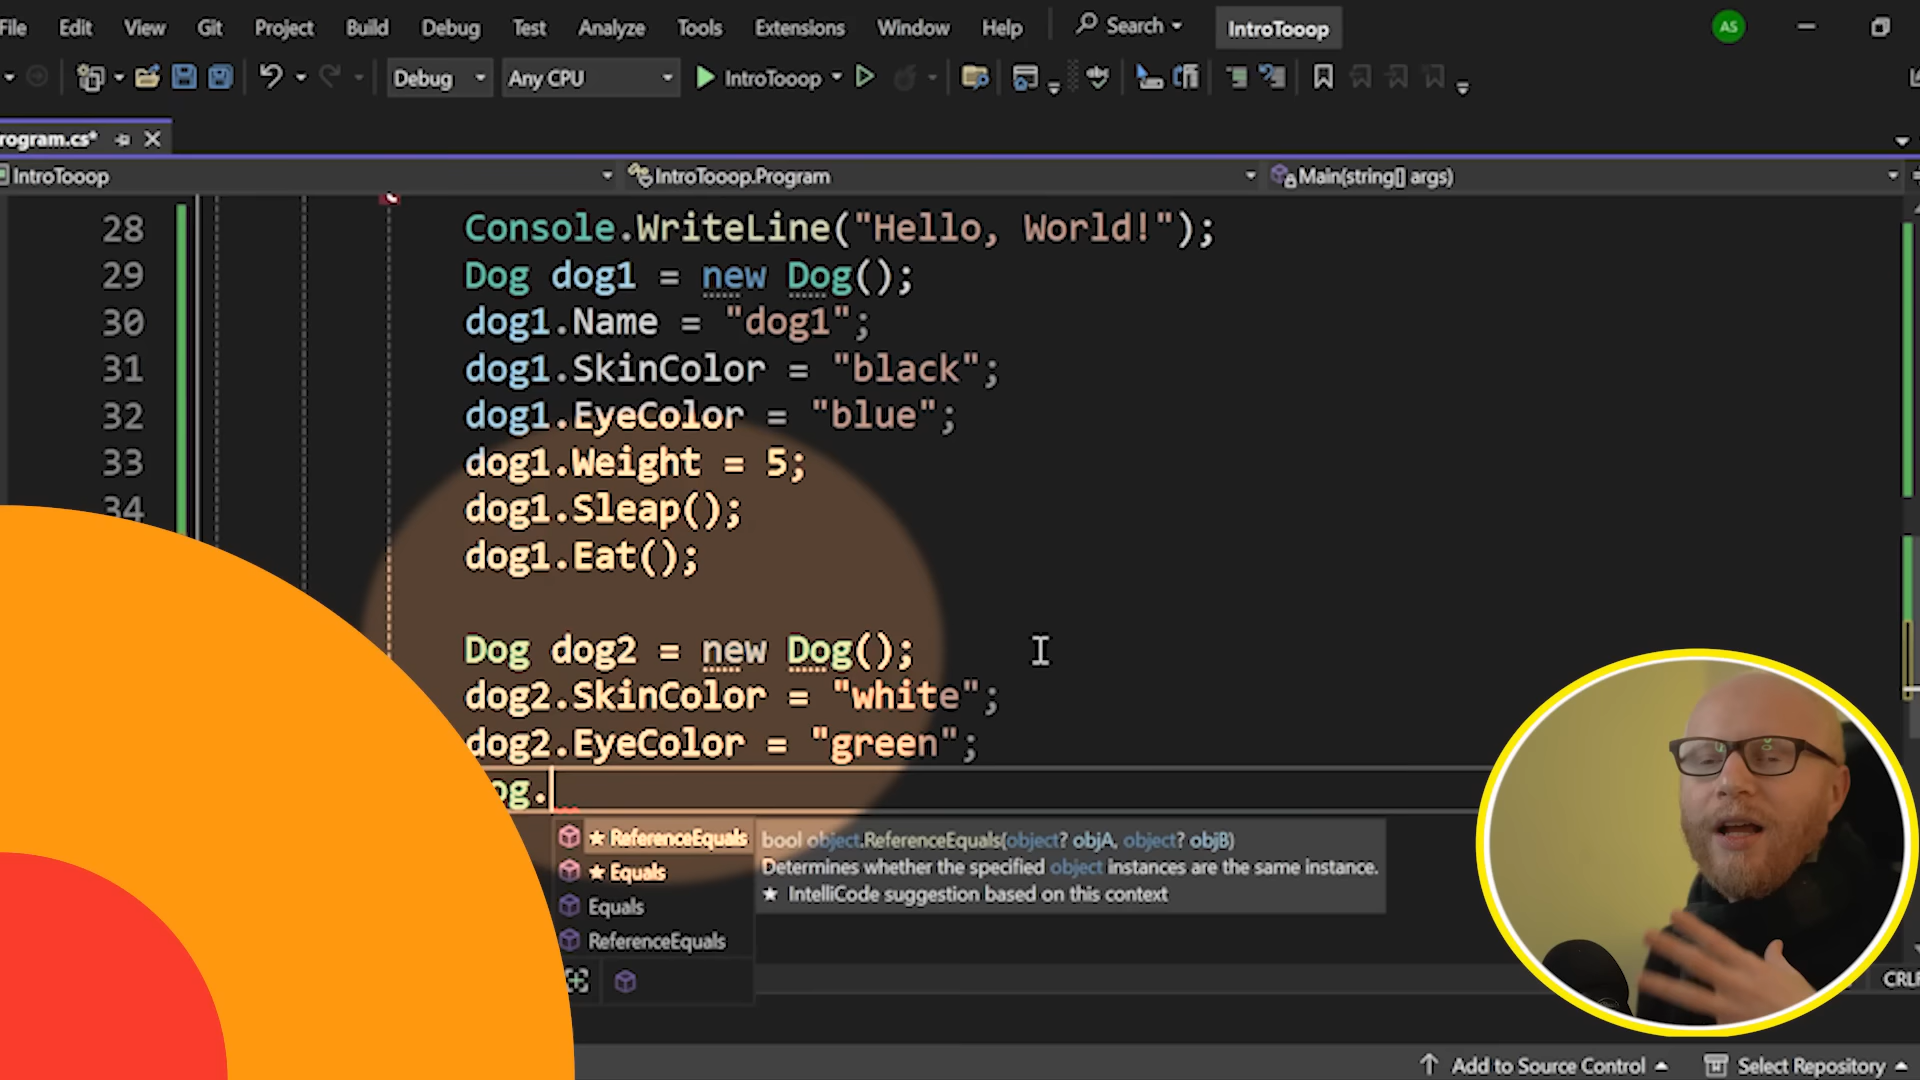 File Edit View Git Project Build Debug Test Analyze Tools Extensions Window Help Search IntroTooop AS
Debug Any CPU IntroTooop
rogram.cs*
IntroTooop IntroTooop.Program Main(string[] args)
28 Console.WriteLine("Hello, World!");
29 Dog dog1 = new Dog();
30 dog1.Name = "dog1";
31 dog1.SkinColor = "black";
32 dog1.EyeColor = "blue";
33 dog1.Weight = 5;
34 dog1.Sleap();
dog1.Eat();
Dog dog2 = new Dog();
dog2.SkinColor = "white";
dog2.EyeColor = "green";
og.
★ ReferenceEquals bool object.ReferenceEquals(object? objA, object? objB)
Determines whether the specified object instances are the same instance.
★ Equals
★ IntelliCode suggestion based on this context
Equals
ReferenceEquals
CRLF
Add to Source Control Select Repository